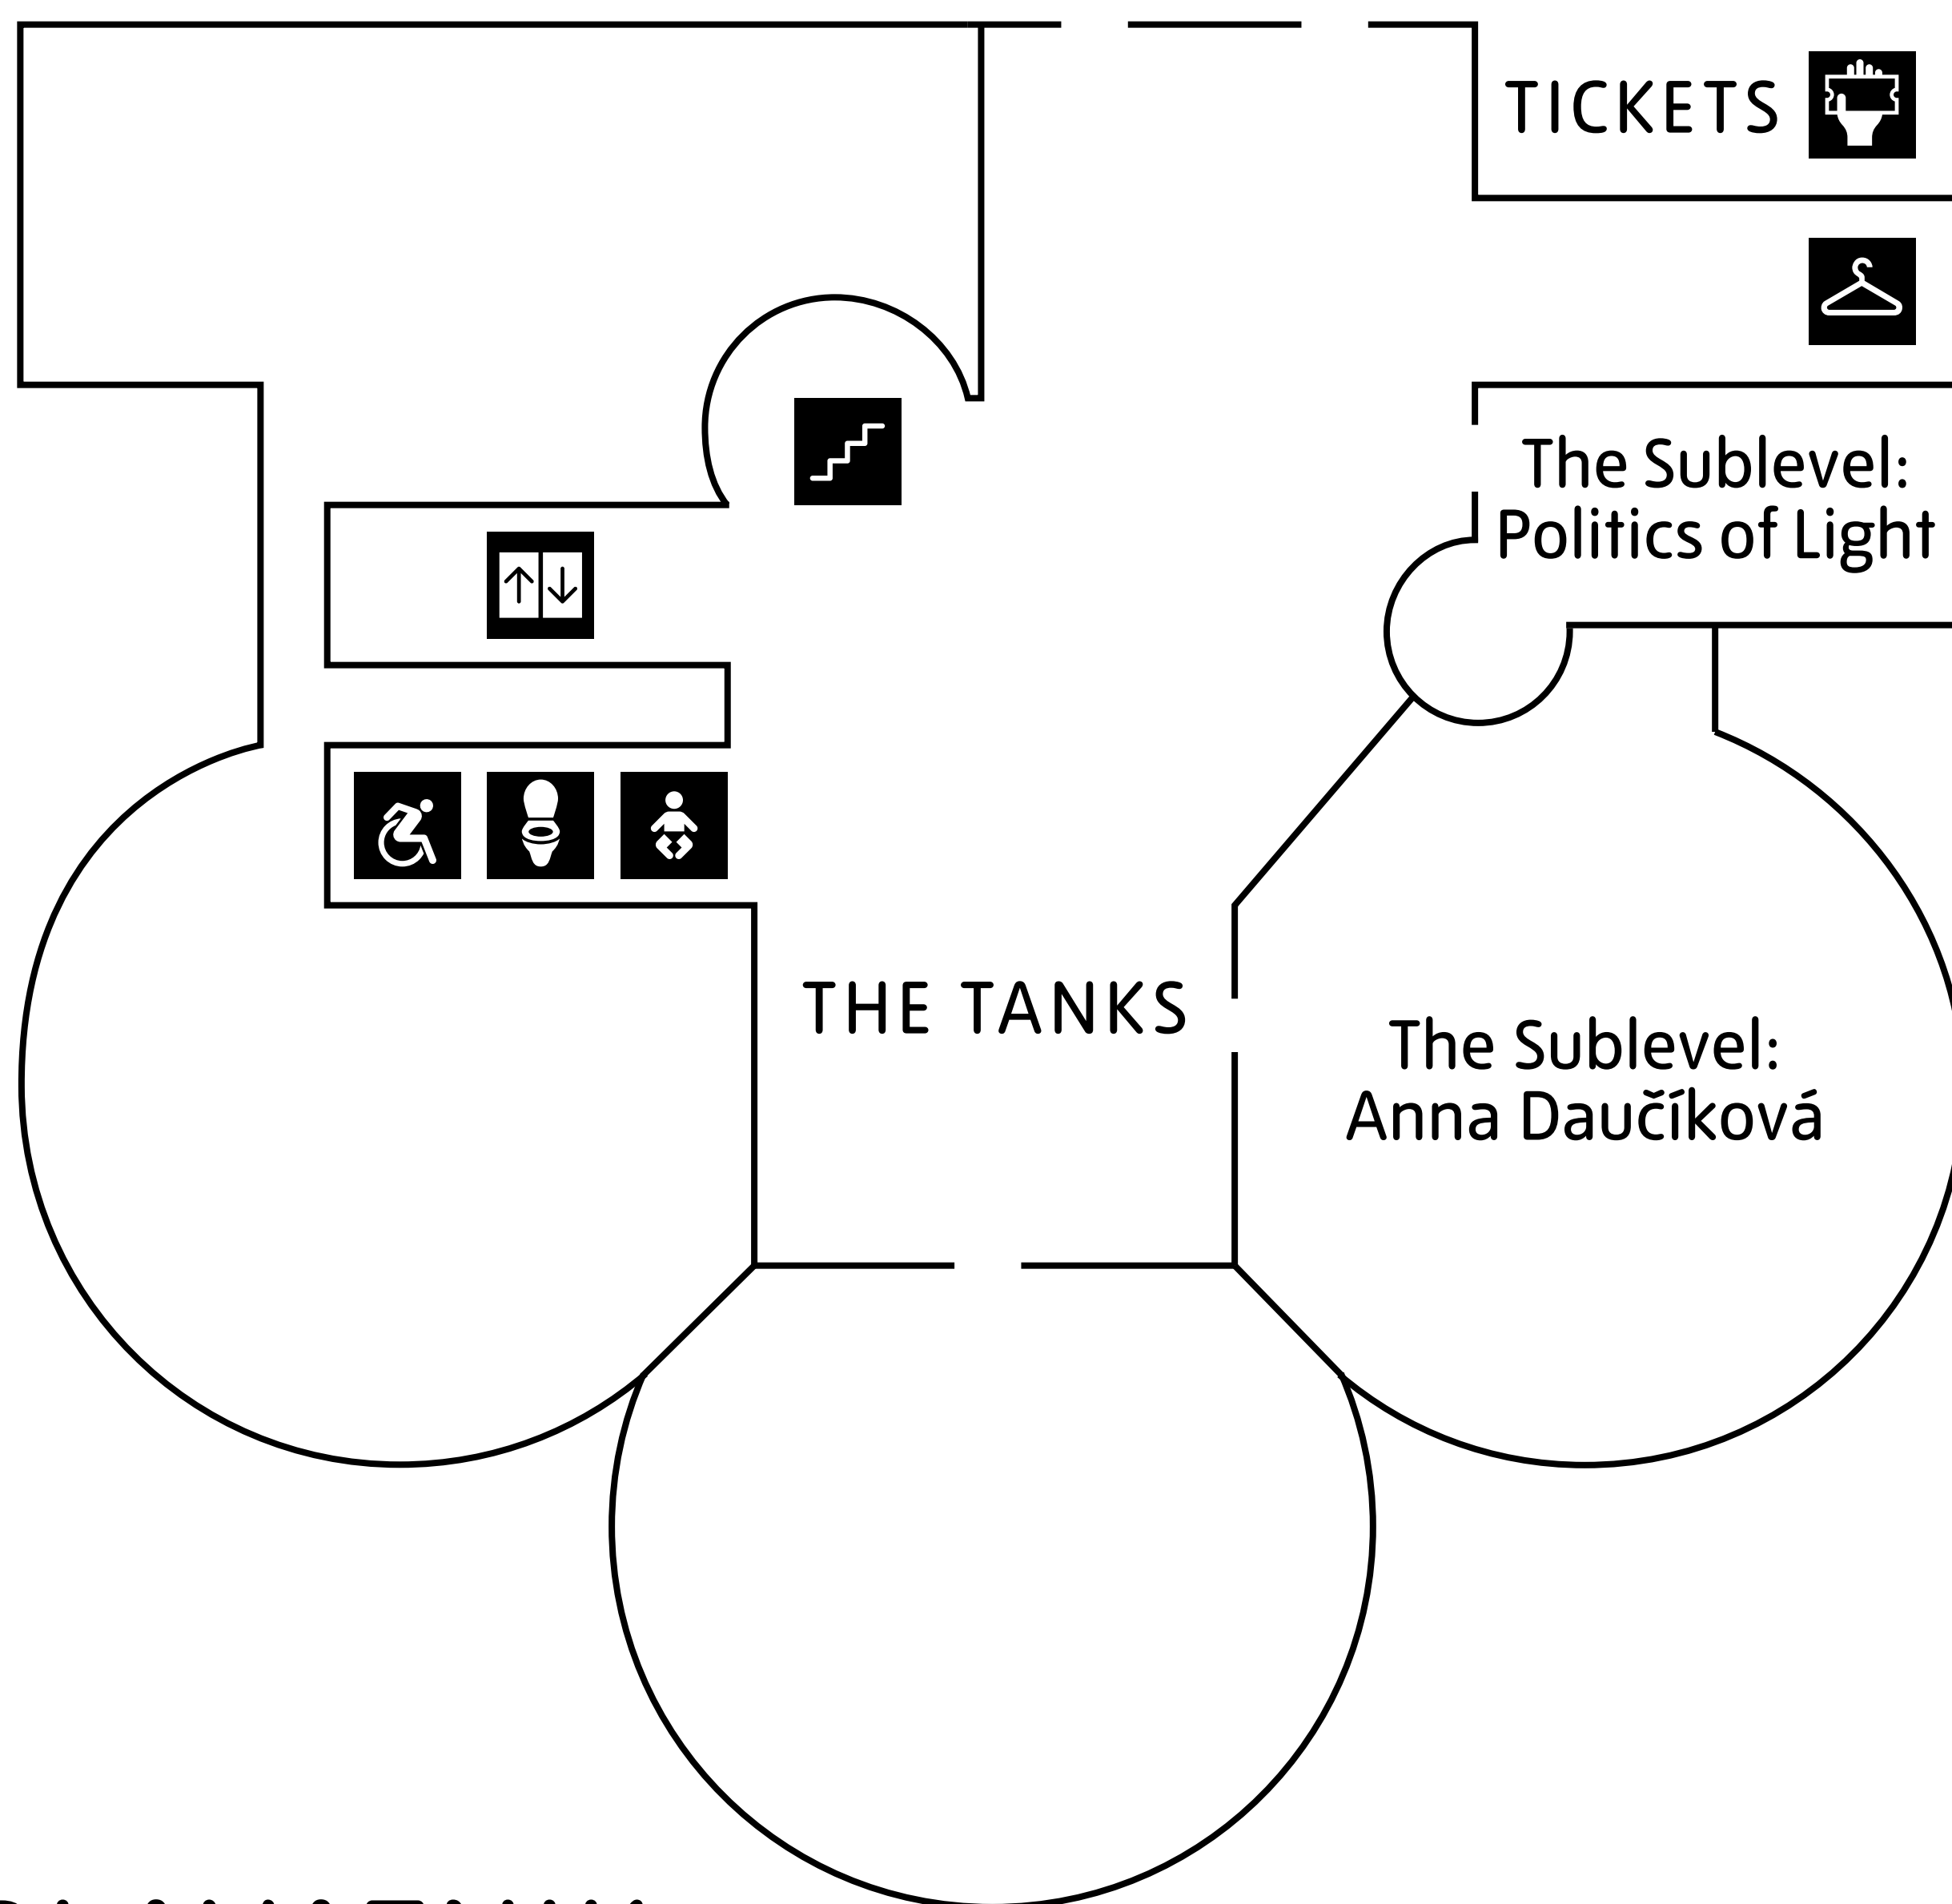 TICKETS
The Sublevel:
Politics of Light
THE TANKS
The Sublevel:
Anna Daučíková